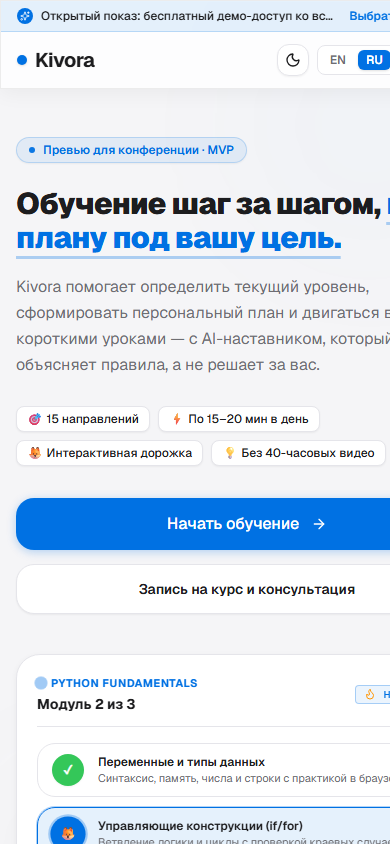 Открытый показ: бесплатный демо-доступ ко вс…
Kivora
EN RU
Превью для конференции · MVP
Обучение шаг за шагом,
плану под вашу цель.
Kivora помогает определить текущий уровень,
сформировать персональный план и двигаться
короткими уроками — с AI-наставником, который
объясняет правила, а не решает за вас.
15 направлений
По 15–20 мин в день
Интерактивная дорожка
Без 40-часовых видео
Начать обучение →
Запись на курс и консультация
PYTHON FUNDAMENTALS
Модуль 2 из 3
Переменные и типы данных
Синтаксис, память, числа и строки с практикой в
Управляющие конструкции (if/for)
Ветвление логики и циклы с проверкой краевых